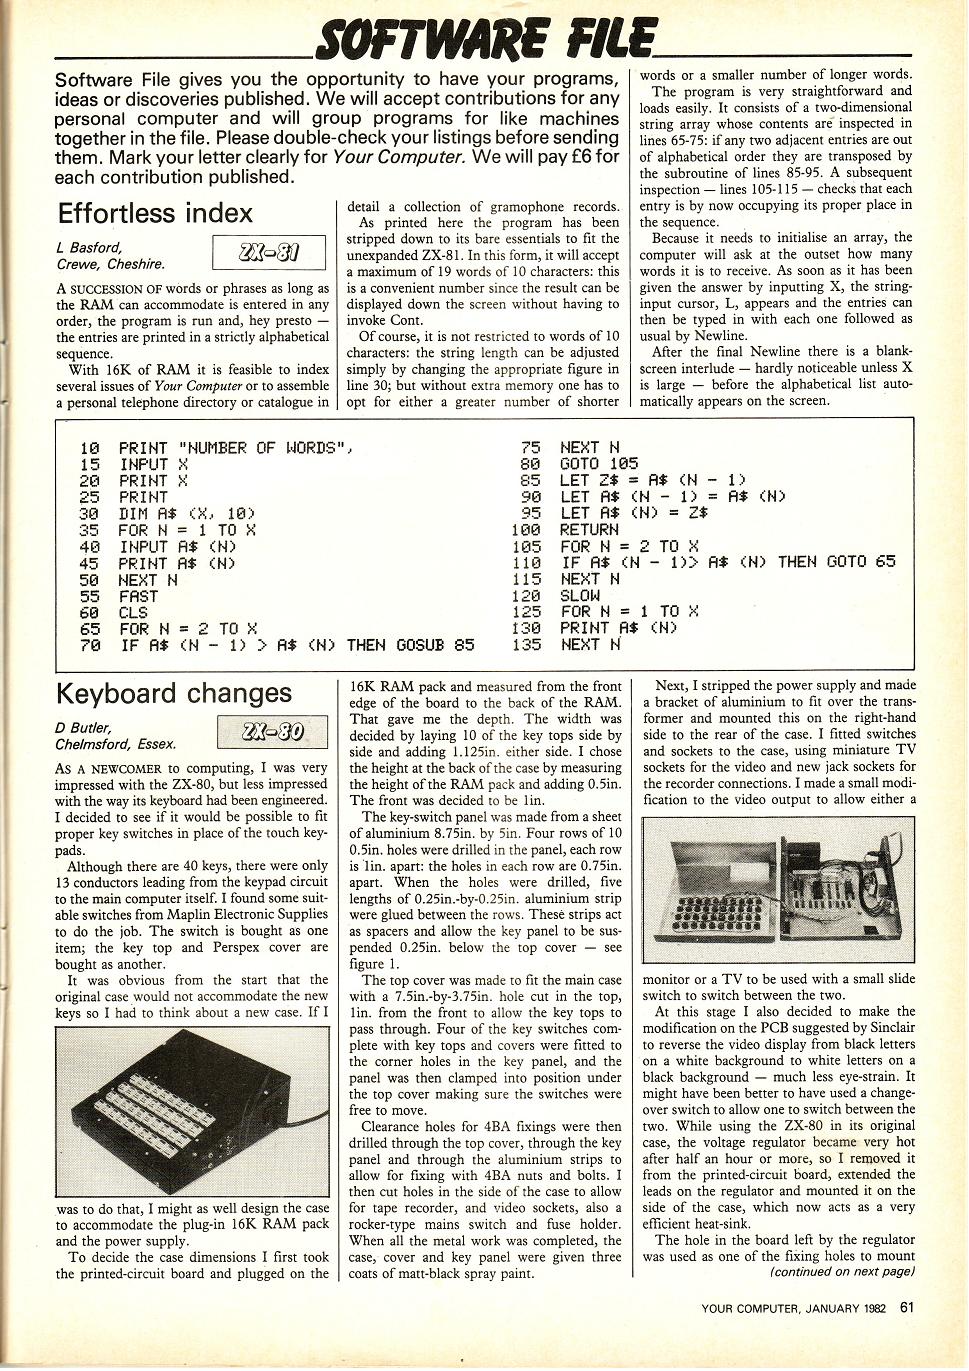 SOFTWARE FILE
Software File gives you the opportunity to have your programs,
ideas or discoveries published. We will accept contributions for any
personal computer and will group programs for like machines
together in the file. Please double-check your listings before sending
them. Mark your letter clearly for Your Computer. We will pay £6 for
each contribution published.
Effortless index
L Basford,
Crewe, Cheshire.
ZX-81
A SUCCESSION OF words or phrases as long as
the RAM can accommodate is entered in any
order, the program is run and, hey presto —
the entries are printed in a strictly alphabetical
sequence.
With 16K of RAM it is feasible to index
several issues of Your Computer or to assemble
a personal telephone directory or catalogue in
detail a collection of gramophone records.
As printed here the program has been
stripped down to its bare essentials to fit the
unexpanded ZX-81. In this form, it will accept
a maximum of 19 words of 10 characters: this
is a convenient number since the result can be
displayed down the screen without having to
invoke Cont.
Of course, it is not restricted to words of 10
characters: the string length can be adjusted
simply by changing the appropriate figure in
line 30; but without extra memory one has to
opt for either a greater number of shorter
words or a smaller number of longer words.
The program is very straightforward and
loads easily. It consists of a two-dimensional
string array whose contents are inspected in
lines 65-75: if any two adjacent entries are out
of alphabetical order they are transposed by
the subroutine of lines 85-95. A subsequent
inspection — lines 105-115 — checks that each
entry is by now occupying its proper place in
the sequence.
Because it needs to initialise an array, the
computer will ask at the outset how many
words it is to receive. As soon as it has been
given the answer by inputting X, the string-
input cursor, L, appears and the entries can
then be typed in with each one followed as
usual by Newline.
After the final Newline there is a blank-
screen interlude — hardly noticeable unless X
is large — before the alphabetical list auto-
matically appears on the screen.
10 PRINT "NUMBER OF WORDS",
15 INPUT X
20 PRINT X
25 PRINT
30 DIM A$ (X, 10)
35 FOR N = 1 TO X
40 INPUT A$ (N)
45 PRINT A$ (N)
50 NEXT N
55 FAST
60 CLS
65 FOR N = 2 TO X
70 IF A$ (N - 1) > A$ (N) THEN GOSUB 85
75 NEXT N
80 GOTO 105
85 LET Z$ = A$ (N - 1)
90 LET A$ (N - 1) = A$ (N)
95 LET A$ (N) = Z$
100 RETURN
105 FOR N = 2 TO X
110 IF A$ (N - 1)> A$ (N) THEN GOTO 65
115 NEXT N
120 SLOW
125 FOR N = 1 TO X
130 PRINT A$ (N)
135 NEXT N
Keyboard changes
D Butler,
Chelmsford, Essex.
ZX-80
AS A NEWCOMER to computing, I was very
impressed with the ZX-80, but less impressed
with the way its keyboard had been engineered.
I decided to see if it would be possible to fit
proper key switches in place of the touch key-
pads.
Although there are 40 keys, there were only
13 conductors leading from the keypad circuit
to the main computer itself. I found some suit-
able switches from Maplin Electronic Supplies
to do the job. The switch is bought as one
item; the key top and Perspex cover are
bought as another.
It was obvious from the start that the
original case would not accommodate the new
keys so I had to think about a new case. If I
was to do that, I might as well design the case
to accommodate the plug-in 16K RAM pack
and the power supply.
To decide the case dimensions I first took
the printed-circuit board and plugged on the
16K RAM pack and measured from the front
edge of the board to the back of the RAM.
That gave me the depth. The width was
decided by laying 10 of the key tops side by
side and adding 1.125in. either side. I chose
the height at the back of the case by measuring
the height of the RAM pack and adding 0.5in.
The front was decided to be 1in.
The key-switch panel was made from a sheet
of aluminium 8.75in. by 5in. Four rows of 10
0.5in. holes were drilled in the panel, each row
is 1in. apart: the holes in each row are 0.75in.
apart. When the holes were drilled, five
lengths of 0.25in.-by-0.25in. aluminium strip
were glued between the rows. These strips act
as spacers and allow the key panel to be sus-
pended 0.25in. below the top cover — see
figure 1.
The top cover was made to fit the main case
with a 7.5in.-by-3.75in. hole cut in the top,
1in. from the front to allow the key tops to
pass through. Four of the key switches com-
plete with key tops and covers were fitted to
the corner holes in the key panel, and the
panel was then clamped into position under
the top cover making sure the switches were
free to move.
Clearance holes for 4BA fixings were then
drilled through the top cover, through the key
panel and through the aluminium strips to
allow for fixing with 4BA nuts and bolts. I
then cut holes in the side of the case to allow
for tape recorder, and video sockets, also a
rocker-type mains switch and fuse holder.
When all the metal work was completed, the
case, cover and key panel were given three
coats of matt-black spray paint.
Next, I stripped the power supply and made
a bracket of aluminium to fit over the trans-
former and mounted this on the right-hand
side to the rear of the case. I fitted switches
and sockets to the case, using miniature TV
sockets for the video and new jack sockets for
the recorder connections. I made a small modi-
fication to the video output to allow either a
monitor or a TV to be used with a small slide
switch to switch between the two.
At this stage I also decided to make the
modification on the PCB suggested by Sinclair
to reverse the video display from black letters
on a white background to white letters on a
black background — much less eye-strain. It
might have been better to have used a change-
over switch to allow one to switch between the
two. While using the ZX-80 in its original
case, the voltage regulator became very hot
after half an hour or more, so I removed it
from the printed-circuit board, extended the
leads on the regulator and mounted it on the
side of the case, which now acts as a very
efficient heat-sink.
The hole in the board left by the regulator
was used as one of the fixing holes to mount
(continued on next page)
YOUR COMPUTER, JANUARY 1982 61